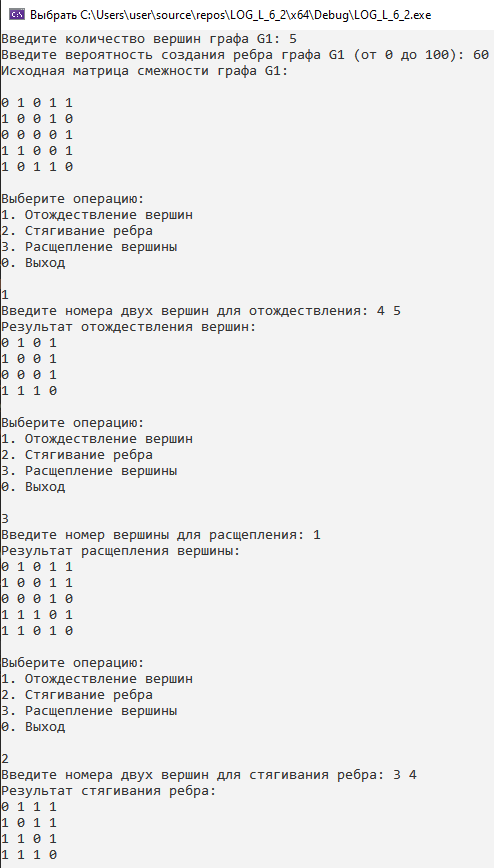 Выбрать C:\Users\user\source\repos\LOG_L_6_2\x64\Debug\LOG_L_6_2.exe
Введите количество вершин графа G1: 5
Введите вероятность создания ребра графа G1 (от 0 до 100): 60
Исходная матрица смежности графа G1:
0 1 0 1 1
1 0 0 1 0
0 0 0 0 1
1 1 0 0 1
1 0 1 1 0
Выберите операцию:
1. Отождествление вершин
2. Стягивание ребра
3. Расщепление вершины
0. Выход
1
Введите номера двух вершин для отождествления: 4 5
Результат отождествления вершин:
0 1 0 1
1 0 0 1
0 0 0 1
1 1 1 0
Выберите операцию:
1. Отождествление вершин
2. Стягивание ребра
3. Расщепление вершины
0. Выход
3
Введите номер вершины для расщепления: 1
Результат расщепления вершины:
0 1 0 1 1
1 0 0 1 1
0 0 0 1 0
1 1 1 0 1
1 1 0 1 0
Выберите операцию:
1. Отождествление вершин
2. Стягивание ребра
3. Расщепление вершины
0. Выход
2
Введите номера двух вершин для стягивания ребра: 3 4
Результат стягивания ребра:
0 1 1 1
1 0 1 1
1 1 0 1
1 1 1 0